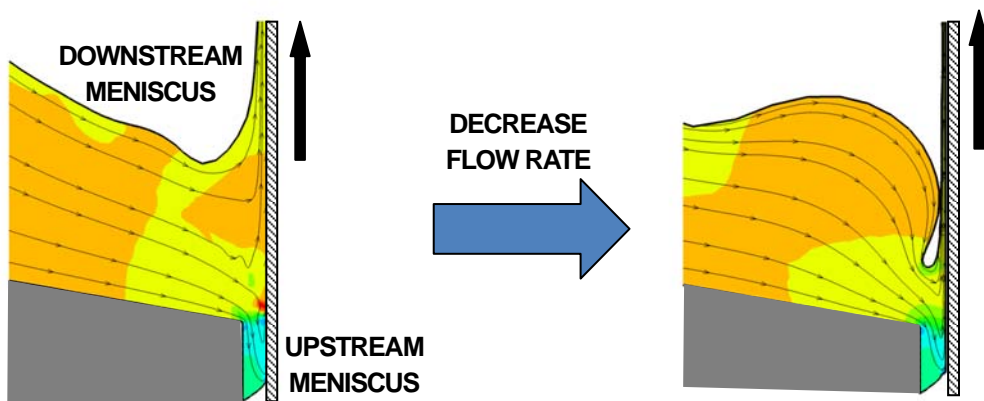 DOWNSTREAM
MENISCUS
DECREASE
FLOW RATE
UPSTREAM
MENISCUS